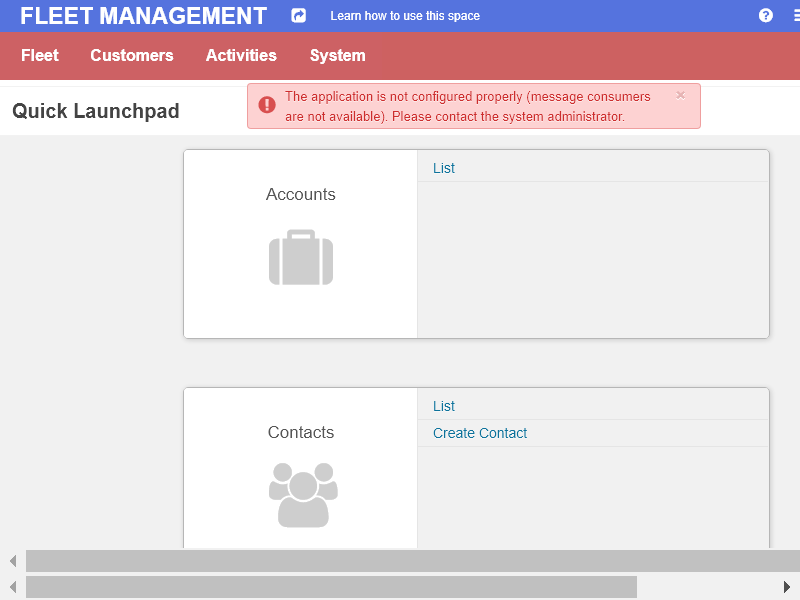 FLEET MANAGEMENT
Learn how to use this space
Fleet
Customers
Activities
System
Quick Launchpad
The application is not configured properly (message consumers
are not available). Please contact the system administrator.
Accounts
List
Contacts
List
Create Contact